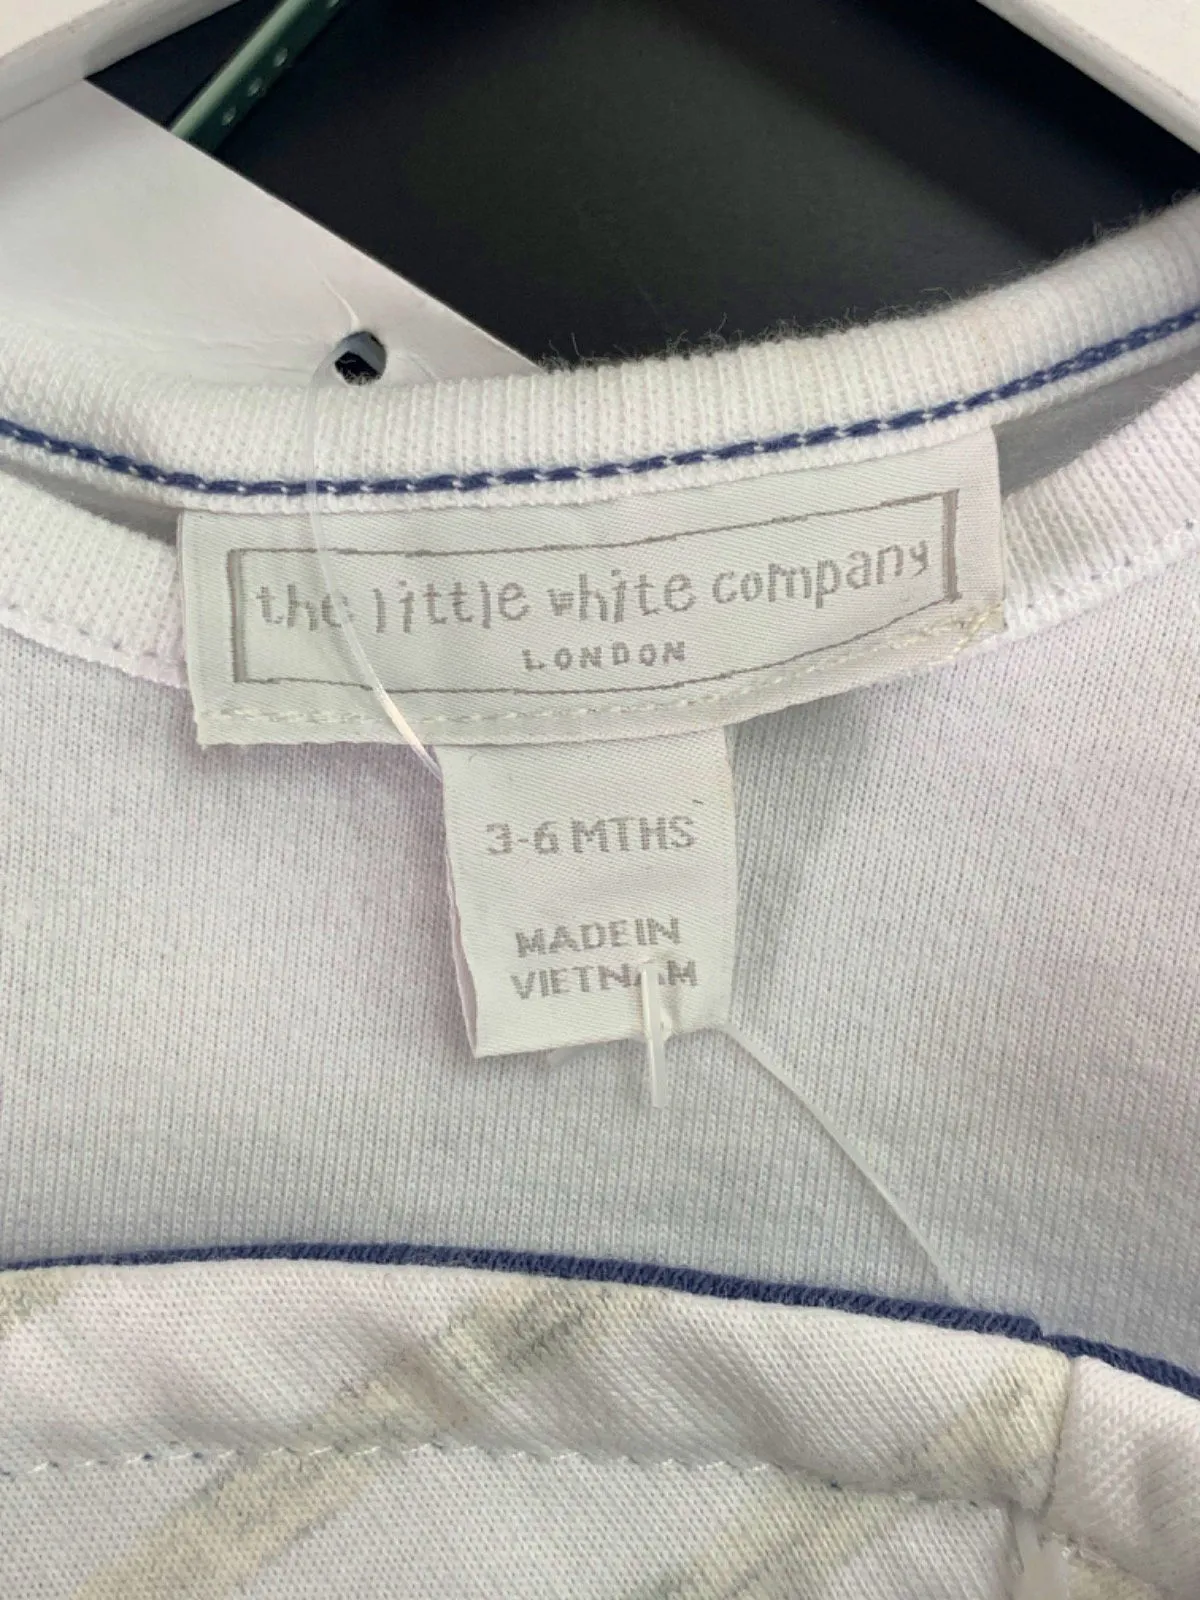 the little white company
LONDON
3-6 MTHS
MADE IN
VIETNAM